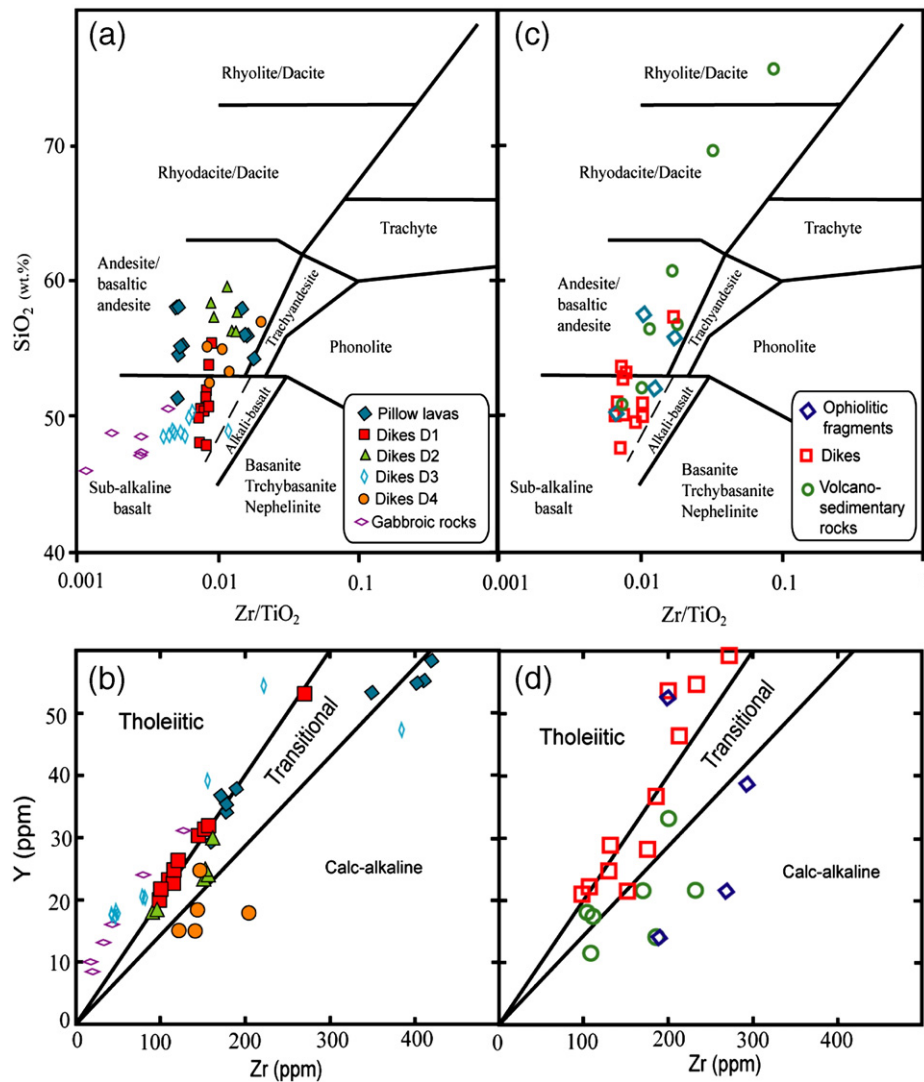 (a)
Rhyolite/Dacite
Rhyodacite/Dacite
Trachyte
Andesite/
basaltic
andesite
Trachyandesite
Phonolite
Alkali-basalt
Sub-alkaline
basalt
Basanite
Trchybasanite
Nephelinite
Pillow lavas
Dikes D1
Dikes D2
Dikes D3
Dikes D4
Gabbroic rocks
SiO₂ (wt.%)
70
60
50
40
0.001
0.01
0.1
Zr/TiO₂
(c)
Rhyolite/Dacite
Rhyodacite/Dacite
Trachyte
Andesite/
basaltic
andesite
Trachyandesite
Phonolite
Alkali-basalt
Sub-alkaline
basalt
Basanite
Trchybasanite
Nephelinite
Ophiolitic
fragments
Dikes
Volcano-
sedimentary
rocks
0.001
0.01
0.1
Zr/TiO₂
(b)
Tholeiitic
Transitional
Calc-alkaline
Y (ppm)
50
40
30
20
10
0
100
200
300
400
Zr (ppm)
(d)
Tholeiitic
Transitional
Calc-alkaline
100
200
300
400
Zr (ppm)